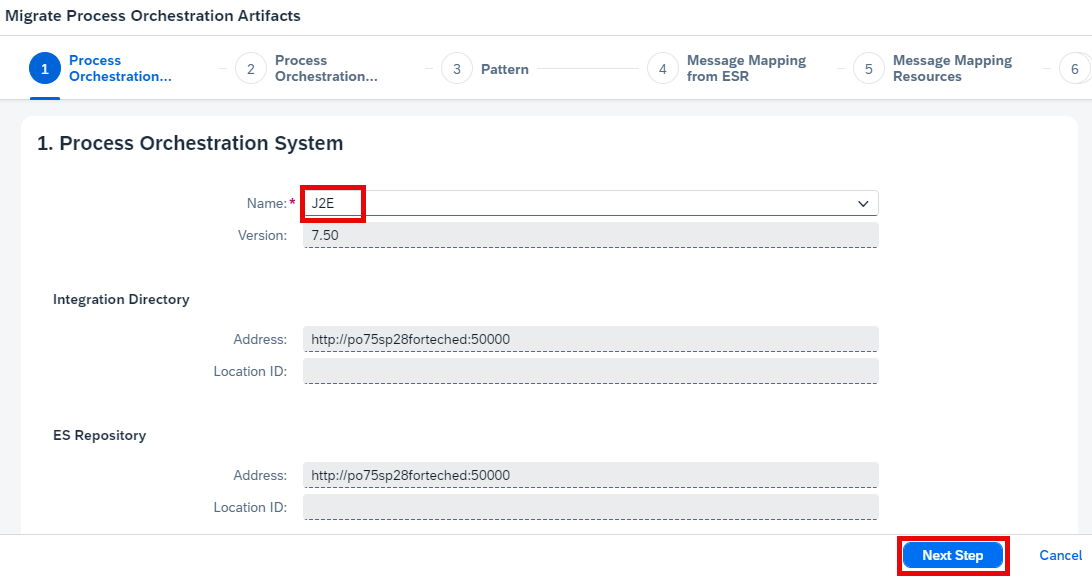 Migrate Process Orchestration Artifacts
1 Process Orchestration...
2 Process Orchestration...
3 Pattern
4 Message Mapping from ESR
5 Message Mapping Resources
6
1. Process Orchestration System
Name:* J2E
Version: 7.50
Integration Directory
Address: http://po75sp28forteched:50000
Location ID:
ES Repository
Address: http://po75sp28forteched:50000
Location ID:
Next Step Cancel